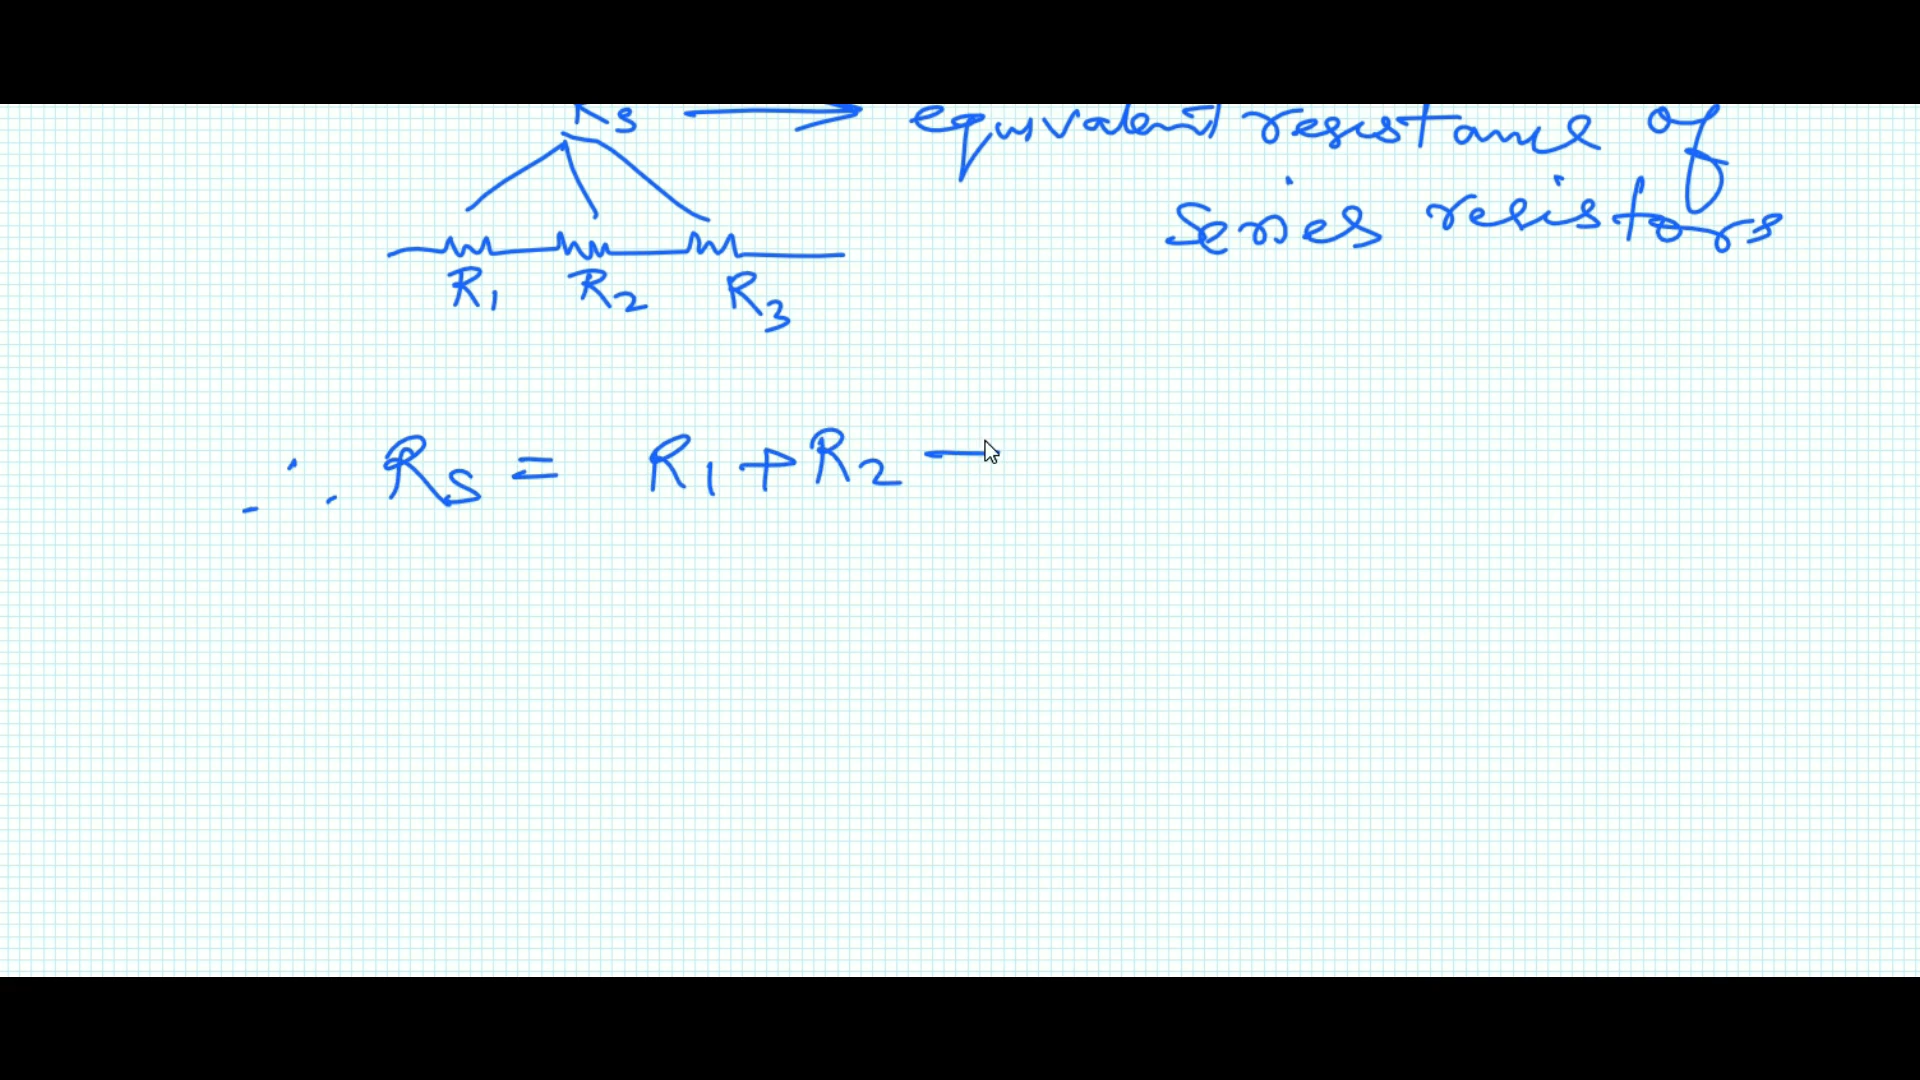 Rs → equivalent resistance of
series resistors
R1 R2 R3
∴ RS = R1 + R2 -